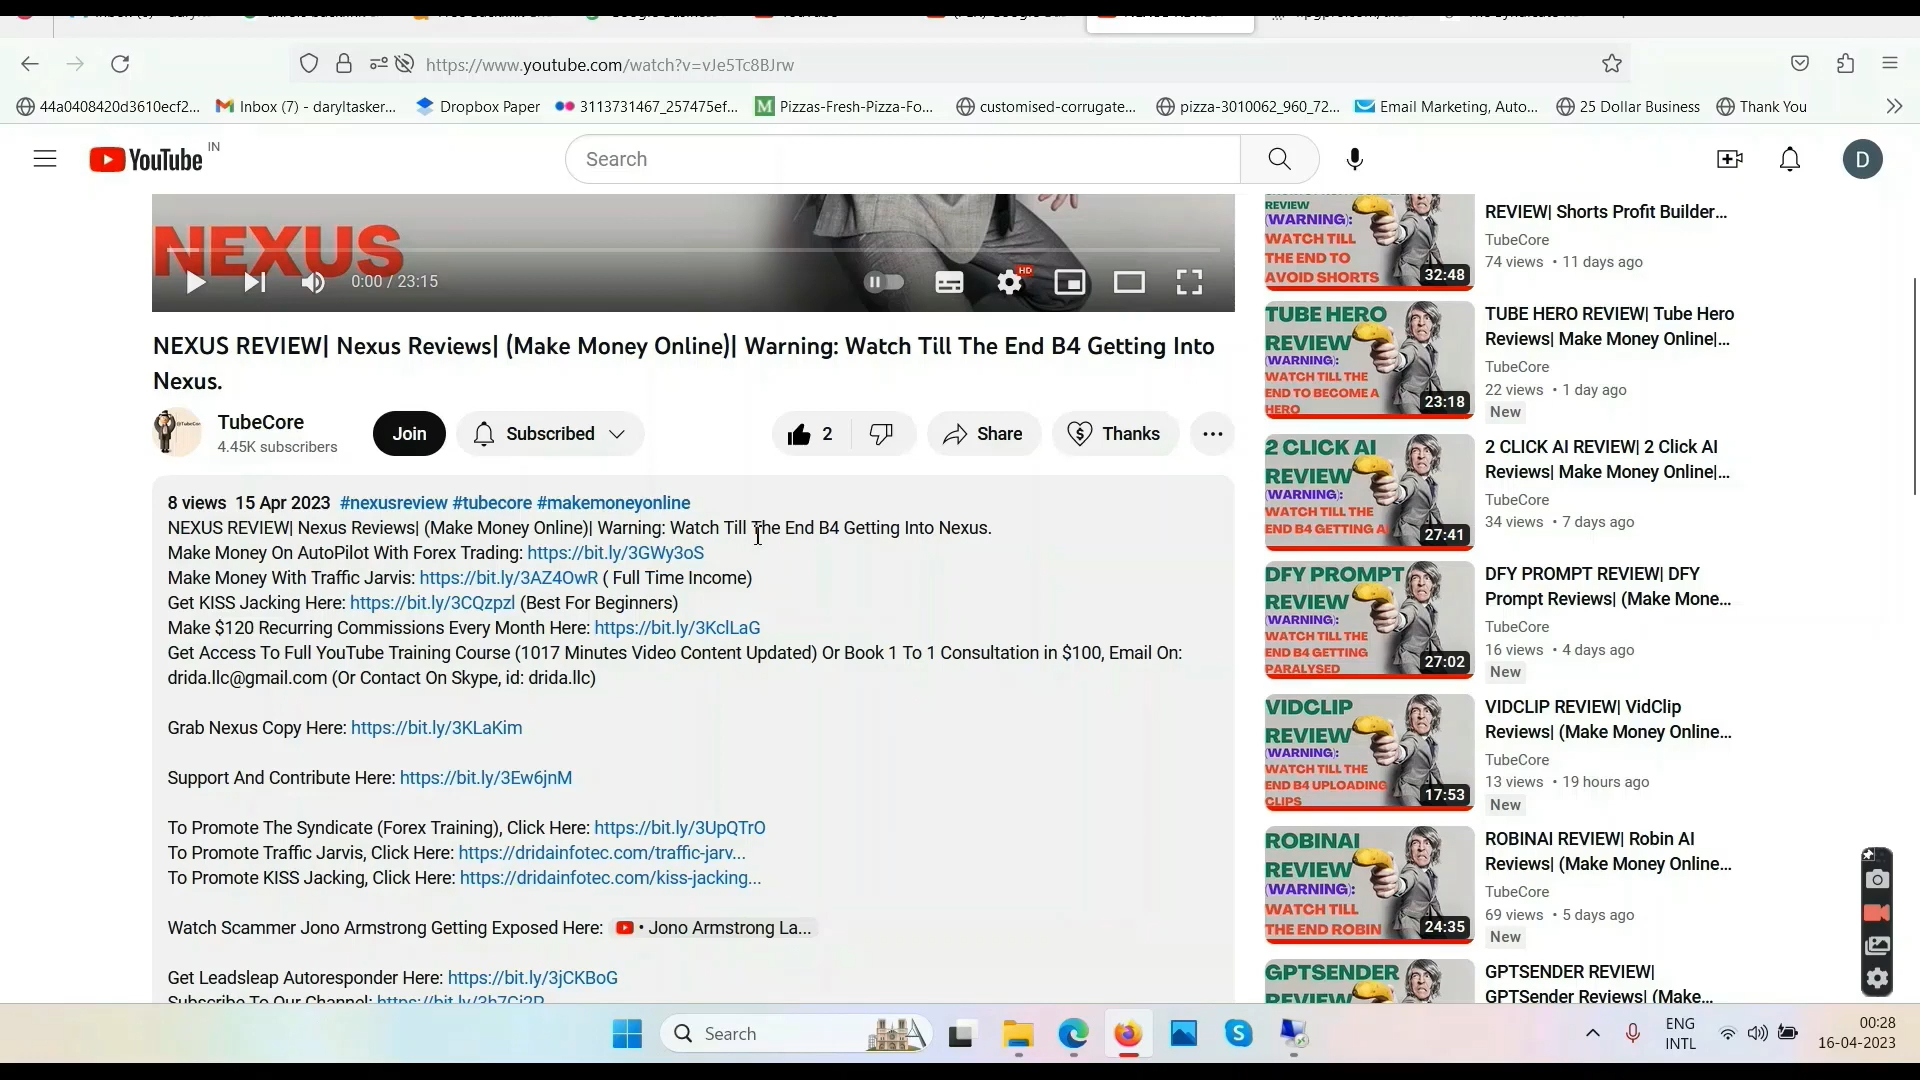 https://www.youtube.com/watch?v=vJe5Tc8BJrw
44a0408420d3610ecf2...
Inbox (7) - daryltasker...
Dropbox Paper
3113731467_257475ef...
Pizzas-Fresh-Pizza-Fo...
customised-corrugate...
pizza-3010062_960_72...
Email Marketing, Auto...
25 Dollar Business
Thank You
YouTube
IN
Search
D
NEXUS
0:00 / 23:15
HD
NEXUS REVIEW| Nexus Reviews| (Make Money Online)| Warning: Watch Till The End B4 Getting Into
Nexus.
TubeCore
4.45K subscribers
Join
Subscribed
2
Share
Thanks
8 views 15 Apr 2023 #nexusreview #tubecore #makemoneyonline
NEXUS REVIEW| Nexus Reviews| (Make Money Online)| Warning: Watch Till The End B4 Getting Into Nexus.
Make Money On AutoPilot With Forex Trading: https://bit.ly/3GWy3oS
Make Money With Traffic Jarvis: https://bit.ly/3AZ4OwR ( Full Time Income)
Get KISS Jacking Here: https://bit.ly/3CQzpzl (Best For Beginners)
Make $120 Recurring Commissions Every Month Here: https://bit.ly/3KclLaG
Get Access To Full YouTube Training Course (1017 Minutes Video Content Updated) Or Book 1 To 1 Consultation in $100, Email On:
drida.llc@gmail.com (Or Contact On Skype, id: drida.llc)
Grab Nexus Copy Here: https://bit.ly/3KLaKim
Support And Contribute Here: https://bit.ly/3Ew6jnM
To Promote The Syndicate (Forex Training), Click Here: https://bit.ly/3UpQTrO
To Promote Traffic Jarvis, Click Here: https://dridainfotec.com/traffic-jarv...
To Promote KISS Jacking, Click Here: https://dridainfotec.com/kiss-jacking...
Watch Scammer Jono Armstrong Getting Exposed Here: • Jono Armstrong La...
Get Leadsleap Autoresponder Here: https://bit.ly/3jCKBoG
Subscribe To Our Channel:
REVIEW
(WARNING):
WATCH TILL
THE END TO
AVOID SHORTS
32:48
REVIEW| Shorts Profit Builder...
TubeCore
74 views • 11 days ago
TUBE HERO
REVIEW
(WARNING):
WATCH TILL THE
END TO BECOME A
HERO
23:18
TUBE HERO REVIEW| Tube Hero
Reviews| Make Money Online|...
TubeCore
22 views • 1 day ago
New
2 CLICK AI
REVIEW
(WARNING):
WATCH TILL THE
END B4 GETTING A
27:41
2 CLICK AI REVIEW| 2 Click AI
Reviews| Make Money Online|...
TubeCore
34 views • 7 days ago
DFY PROMPT
REVIEW
(WARNING):
WATCH TILL THE
END B4 GETTING
PARALYSED
27:02
DFY PROMPT REVIEW| DFY
Prompt Reviews| (Make Mone...
TubeCore
16 views • 4 days ago
New
VIDCLIP
REVIEW
(WARNING):
WATCH TILL THE
END B4 UPLOADING
CLIPS
17:53
VIDCLIP REVIEW| VidClip
Reviews| (Make Money Online...
TubeCore
13 views • 19 hours ago
New
ROBINAI
REVIEW
(WARNING):
WATCH TILL
THE END ROBIN
24:35
ROBINAI REVIEW| Robin AI
Reviews| (Make Money Online...
TubeCore
69 views • 5 days ago
New
GPTSENDER
REVIEW
GPTSENDER REVIEW|
GPTSender Reviews| (Make...
Search
ENG
INTL
00:28
16-04-2023